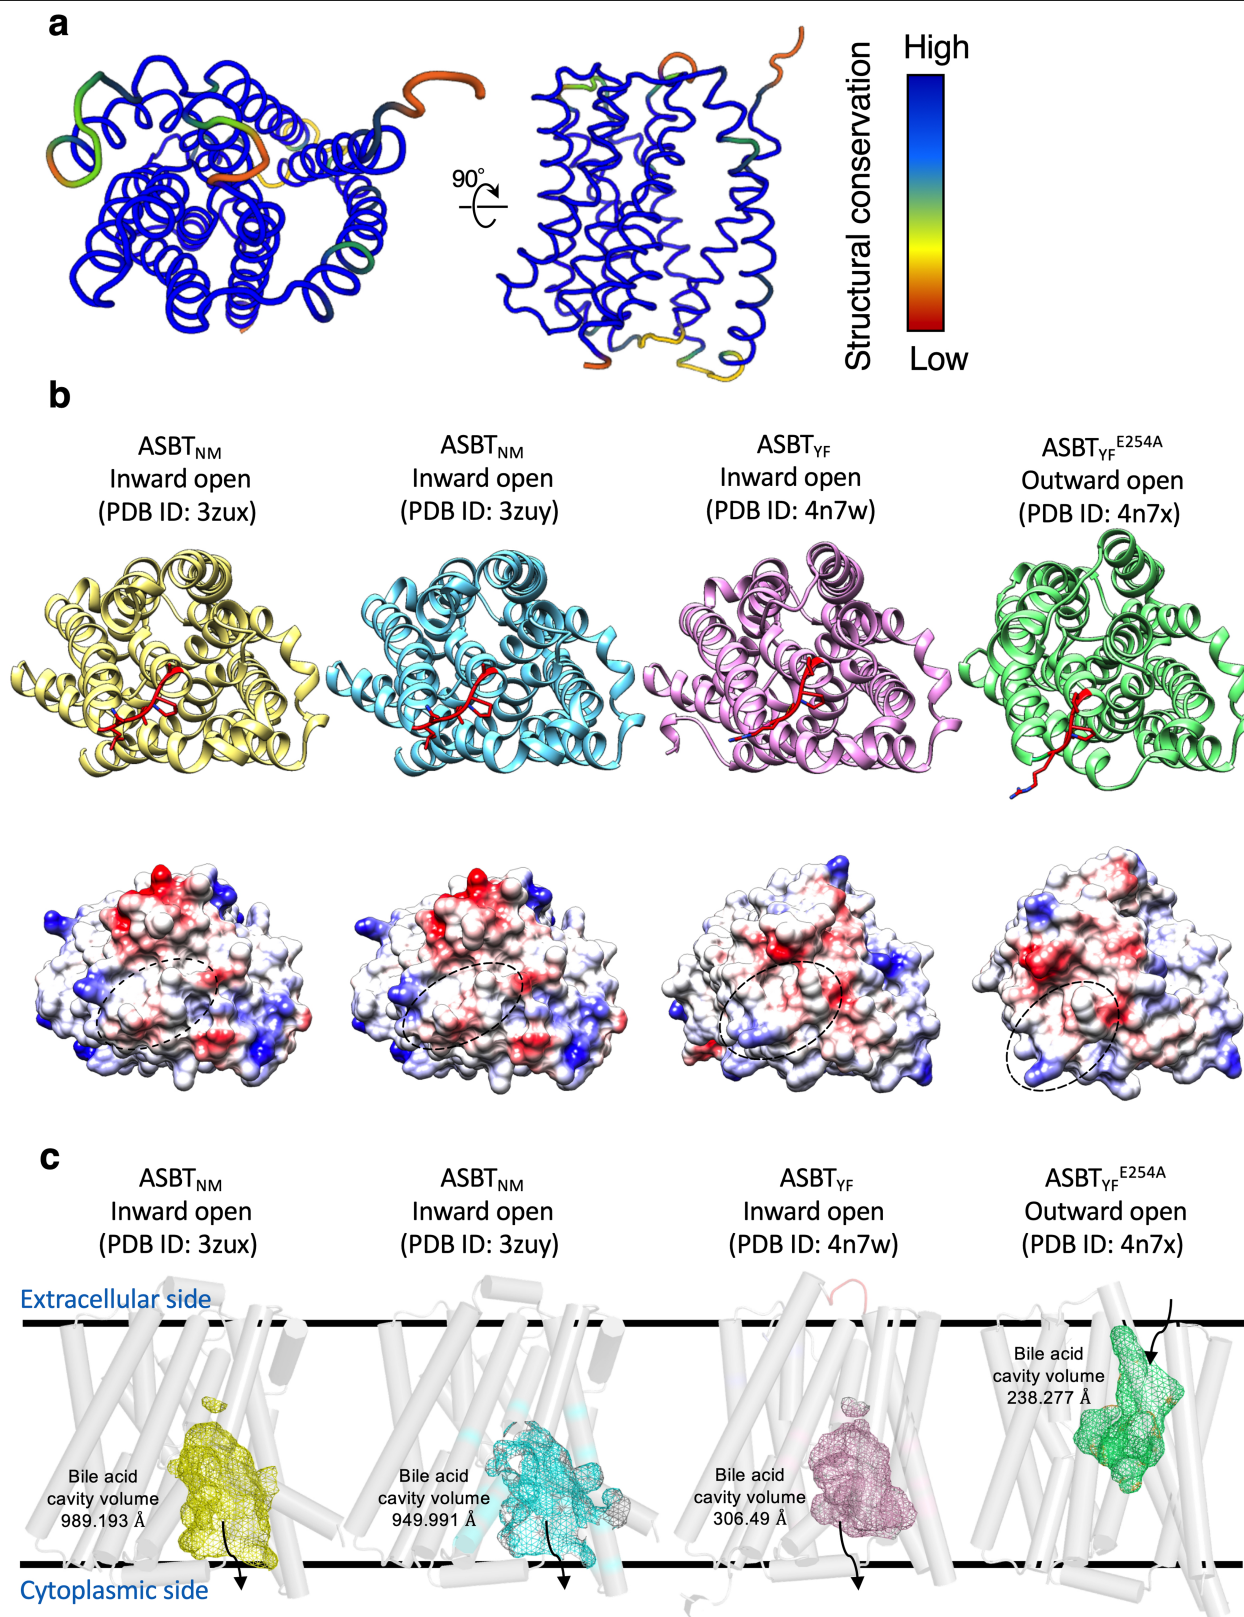 a
High
Structural conservation
90°
Low
b
ASBTNM
Inward open
(PDB ID: 3zux)
ASBTNM
Inward open
(PDB ID: 3zuy)
ASBTYF
Inward open
(PDB ID: 4n7w)
ASBTYFE254A
Outward open
(PDB ID: 4n7x)
c
ASBTNM
Inward open
(PDB ID: 3zux)
ASBTNM
Inward open
(PDB ID: 3zuy)
ASBTYF
Inward open
(PDB ID: 4n7w)
ASBTYFE254A
Outward open
(PDB ID: 4n7x)
Extracellular side
Bile acid
cavity volume
989.193 Å
Bile acid
cavity volume
949.991 Å
Bile acid
cavity volume
306.49 Å
Bile acid
cavity volume
238.277 Å
Cytoplasmic side